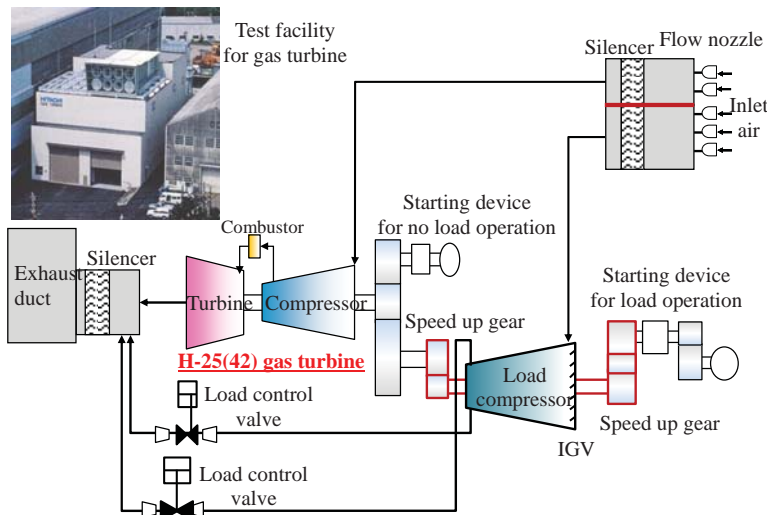 Test facility
for gas turbine
HITACHI
Silencer
Flow nozzle
Inlet
air
Starting device
for no load operation
Combustor
Silencer
Exhaust
duct
Turbine
Compressor
Starting device
for load operation
Speed up gear
H-25(42) gas turbine
Load
compressor
Load control
valve
Speed up gear
IGV
Load control
valve